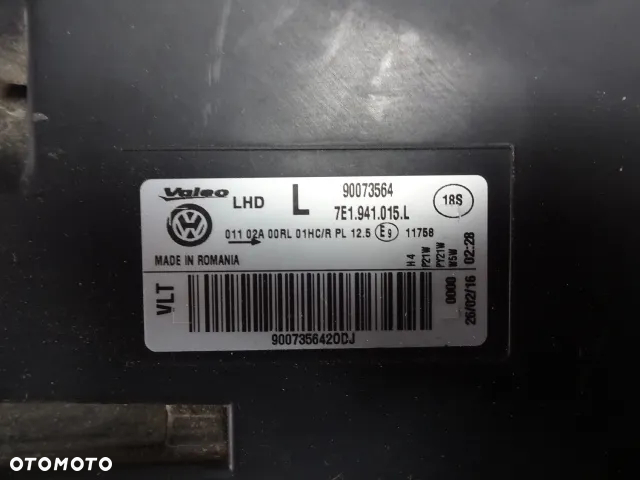 Valeo LHD L 90073564
7E1.941.015.L 18S
011 02A 00RL 01HC/R PL 12.5 E9 11758
MADE IN ROMANIA
H4
P21W
PY21W
W5W
0000
26/02/16 02:28
VLT
9007356420DJ
OTOMOTO